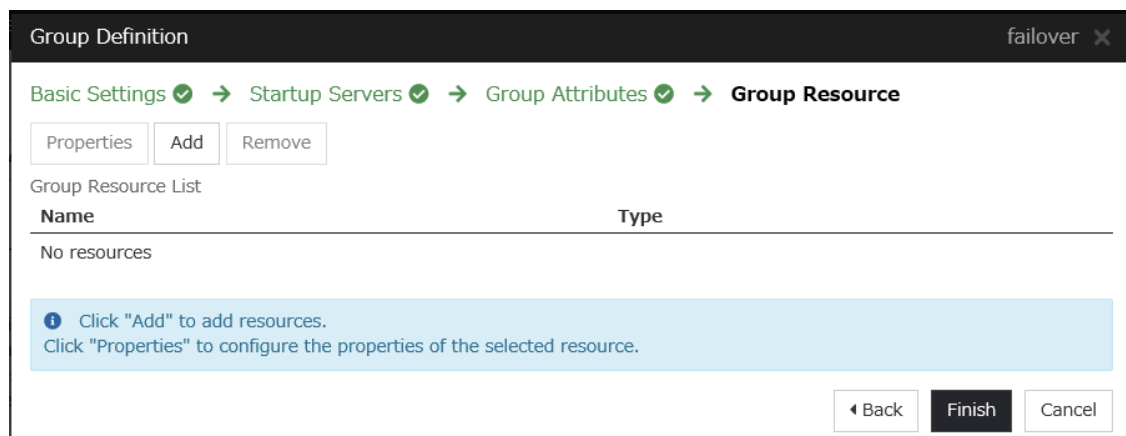 Group Definition failover
Basic Settings → Startup Servers → Group Attributes → Group Resource
Properties Add Remove
Group Resource List
Name Type
No resources
Click "Add" to add resources.
Click "Properties" to configure the properties of the selected resource.
Back Finish Cancel